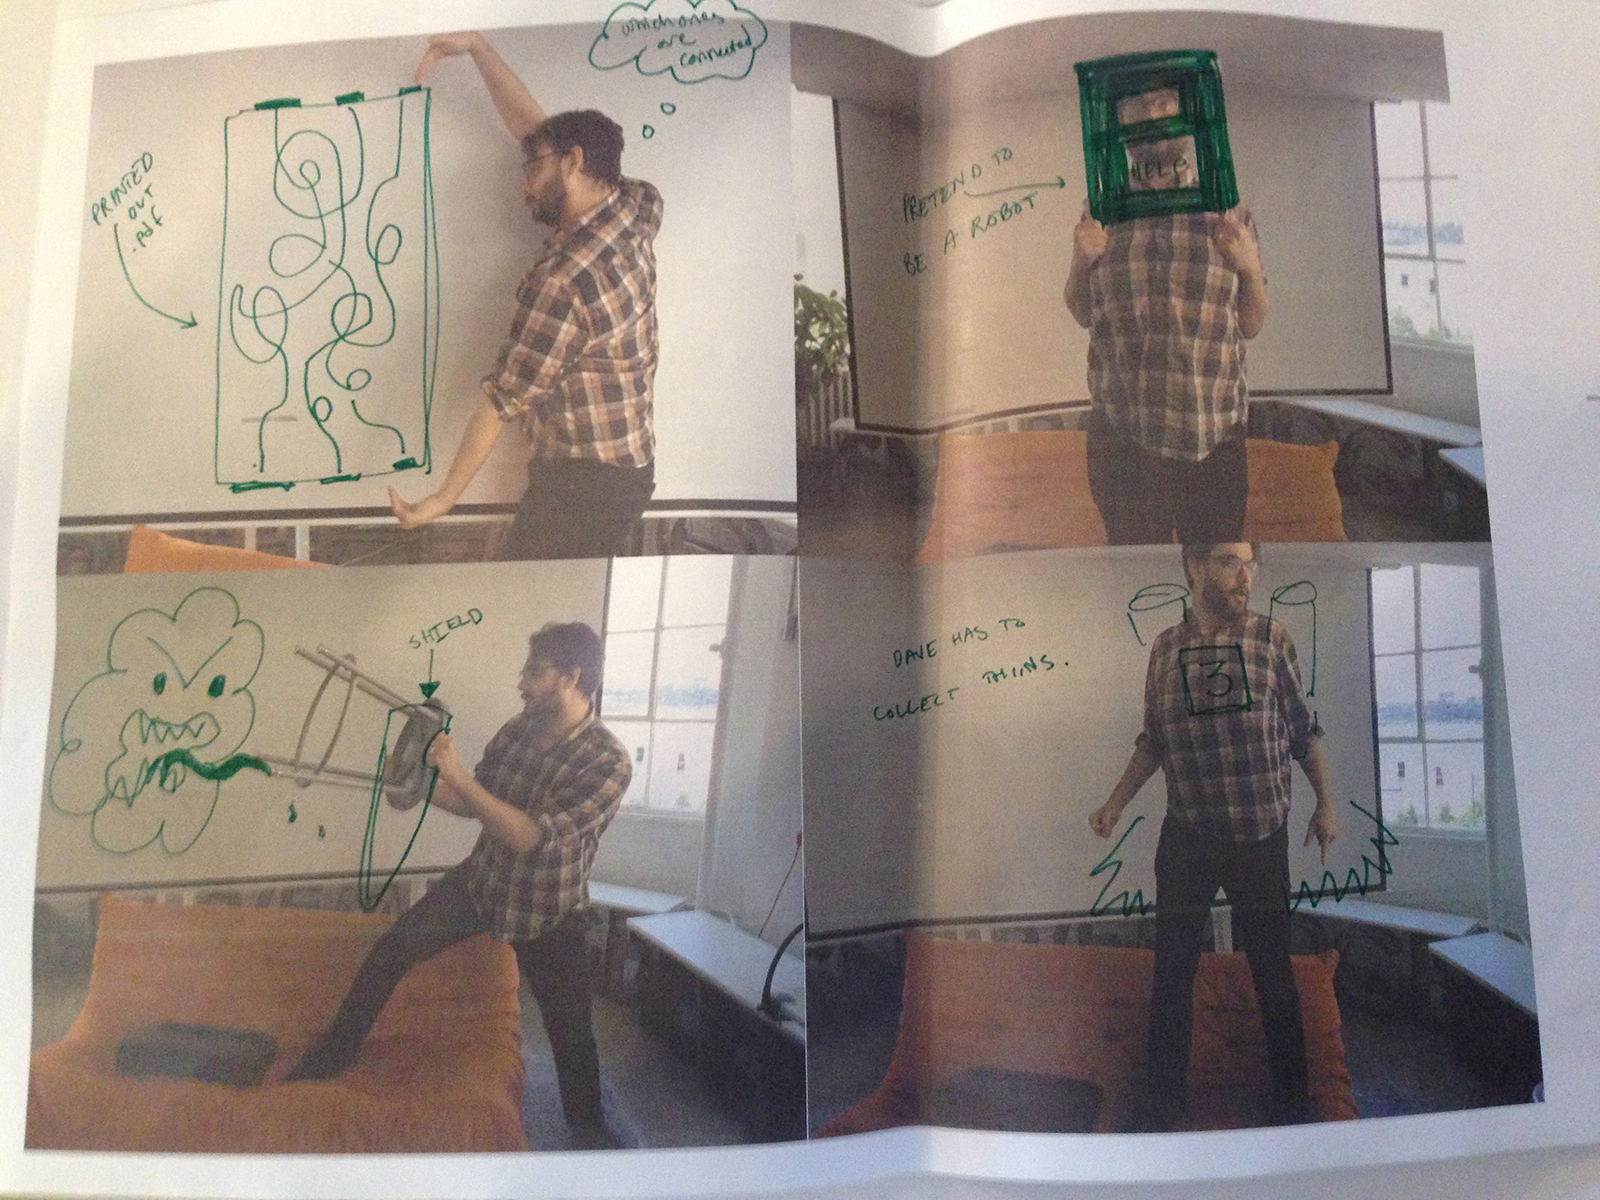 which ones
are
connected
PRINTED
OUT
.pdf
PRETEND TO
BE A ROBOT
HELP
SHIELD
DAVE HAS TO
COLLECT THINGS.
3